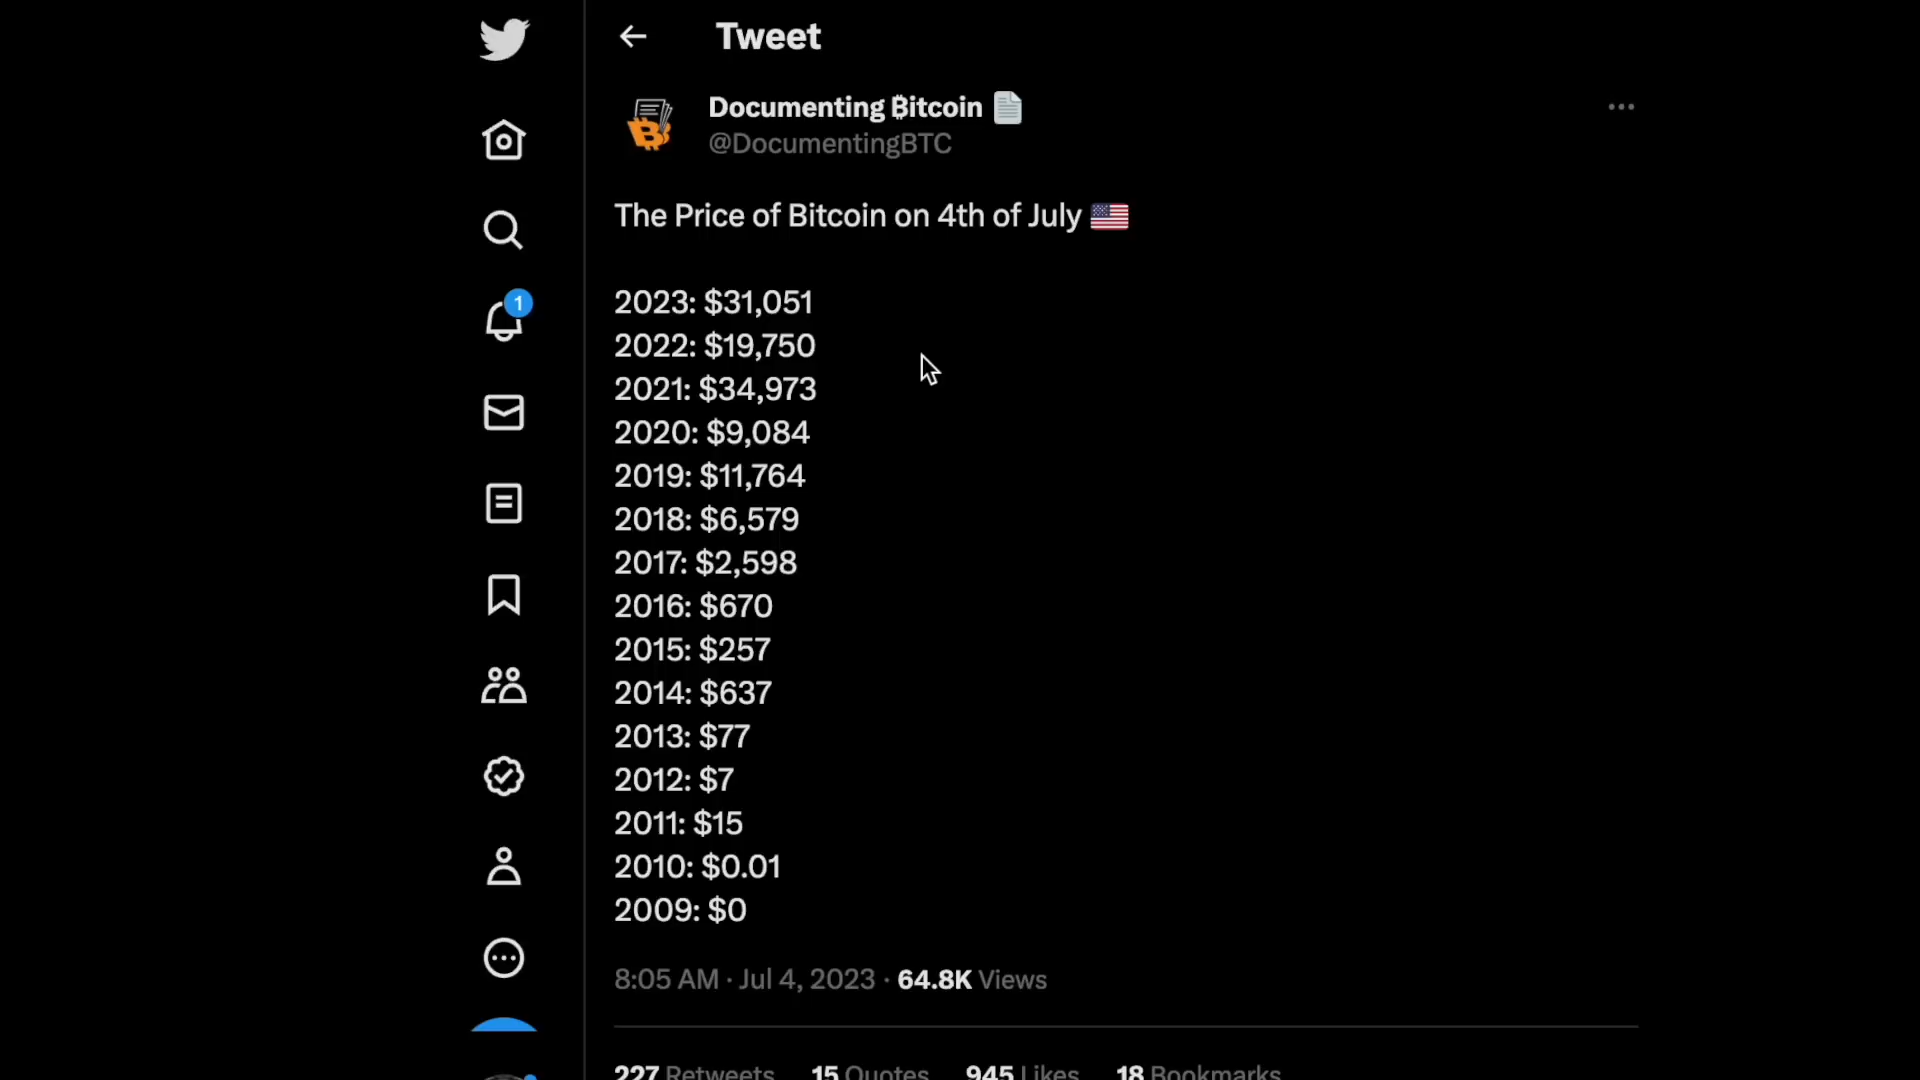 Tweet
Documenting ₿itcoin
@DocumentingBTC
The Price of Bitcoin on 4th of July
2023: $31,051
1
2022: $19,750
2021: $34,973
2020: $9,084
2019: $11,764
2018: $6,579
2017: $2,598
2016: $670
2015: $257
2014: $637
2013: $77
2012: $7
2011: $15
2010: $0.01
2009: $0
8:05 AM · Jul 4, 2023 · 64.8K Views
227 Retweets 15 Quotes 945 Likes 18 Bookmarks